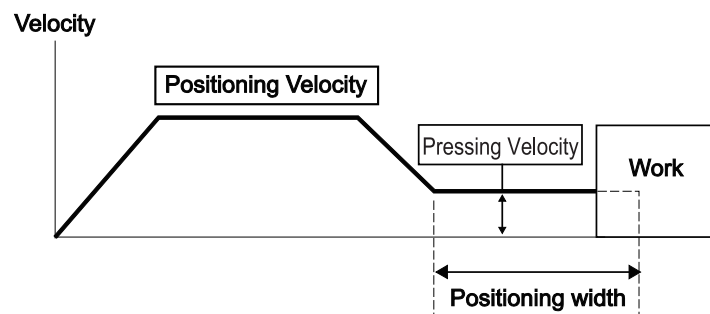 Velocity
Positioning Velocity
Pressing Velocity
Work
Positioning width